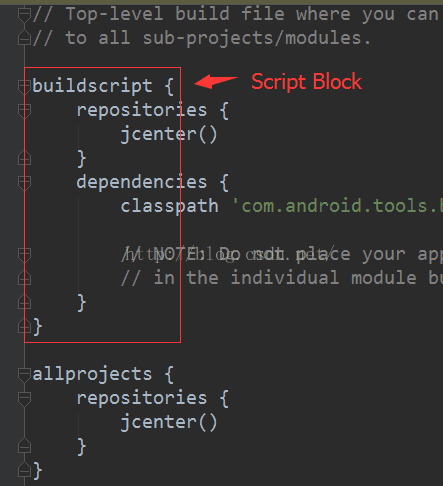 // Top-level build file where you can
// to all sub-projects/modules.
buildscript {
Script Block
repositories {
jcenter()
}
dependencies {
classpath 'com.android.tools.b
// NOTE: Do not place your app
http://blog.csdn.net/
// in the individual module bu
}
}
allprojects {
repositories {
jcenter()
}
}